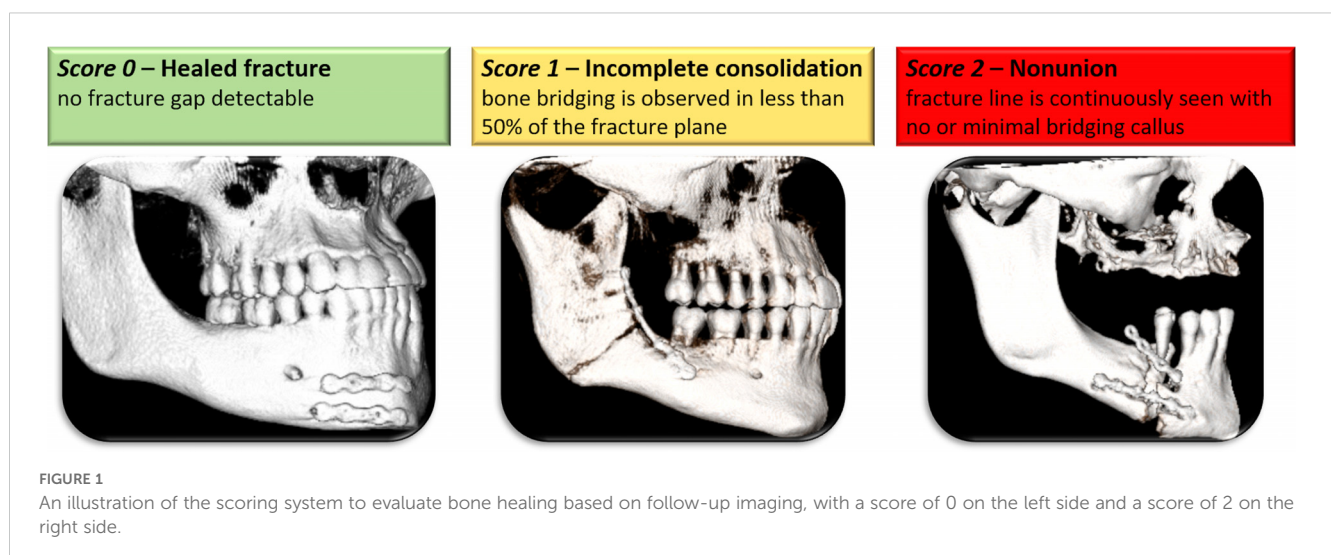 Score 0 – Healed fracture
no fracture gap detectable
Score 1 – Incomplete consolidation
bone bridging is observed in less than
50% of the fracture plane
Score 2 – Nonunion
fracture line is continuously seen with
no or minimal bridging callus
FIGURE 1
An illustration of the scoring system to evaluate bone healing based on follow-up imaging, with a score of 0 on the left side and a score of 2 on the
right side.